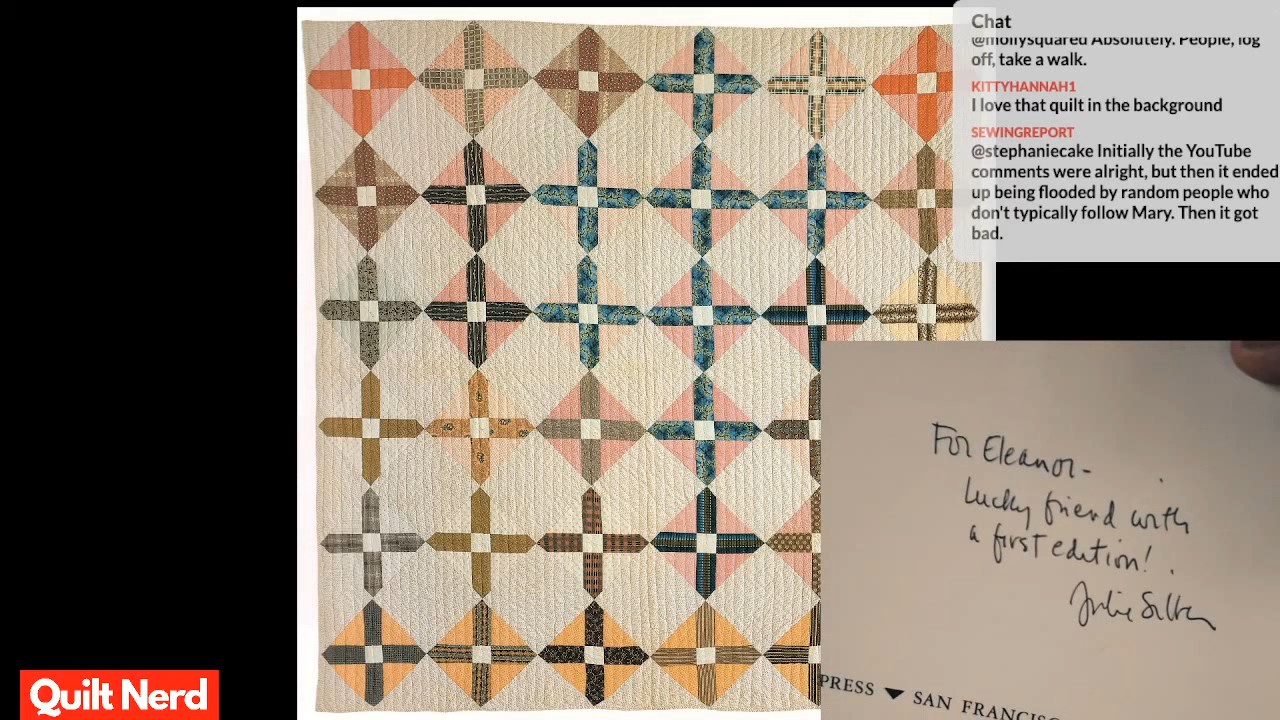 Chat
@mollysquared Absolutely. People, log
off, take a walk.
KITTYHANNAH1
I love that quilt in the background
SEWINGREPORT
@stephaniecake Initially the YouTube
comments were alright, but then it ended
up being flooded by random people who
don't typically follow Mary. Then it got
bad.
For Eleanor-
Lucky friend with
a first edition!
Julie Silber
PRESS ▼ SAN FRANCISC
Quilt Nerd